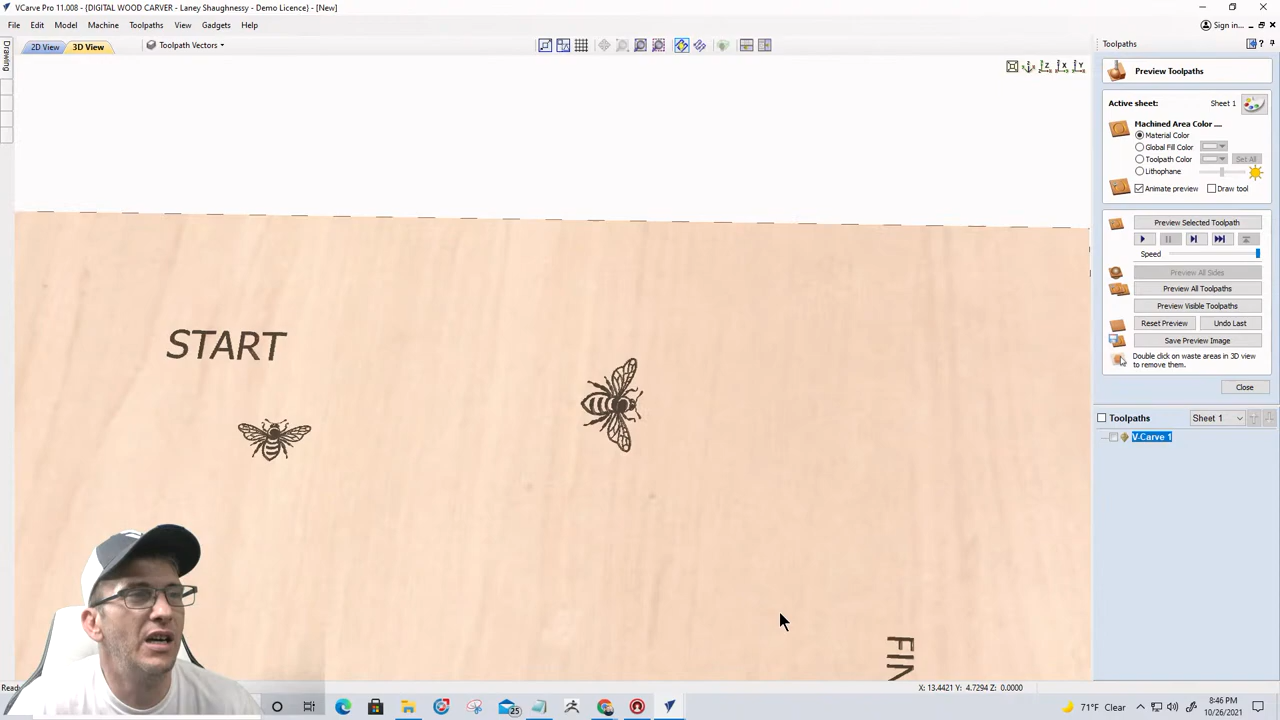 VCarve Pro 11.008 - {DIGITAL WOOD CARVER - Laney Shaughnessy - Demo Licence} - [New]
File Edit Model Machine Toolpaths View Gadgets Help
Sign in...
Drawing
2D View 3D View Toolpath Vectors
Toolpaths
Preview Toolpaths
Active sheet: Sheet 1
Machined Area Color ....
Material Color
Global Fill Color
Toolpath Color Set All
Lithophane
Animate preview Draw tool
Preview Selected Toolpath
Speed
Preview All Sides
Preview All Toolpaths
Preview Visible Toolpaths
Reset Preview Undo Last
Save Preview Image
Double click on waste areas in 3D view
to remove them.
Close
Toolpaths Sheet 1
V-Carve 1
START
FIN
Z X Y
X: 13.4421 Y: 4.7294 Z: 0.0000
25
71°F Clear
8:46 PM
10/26/2021